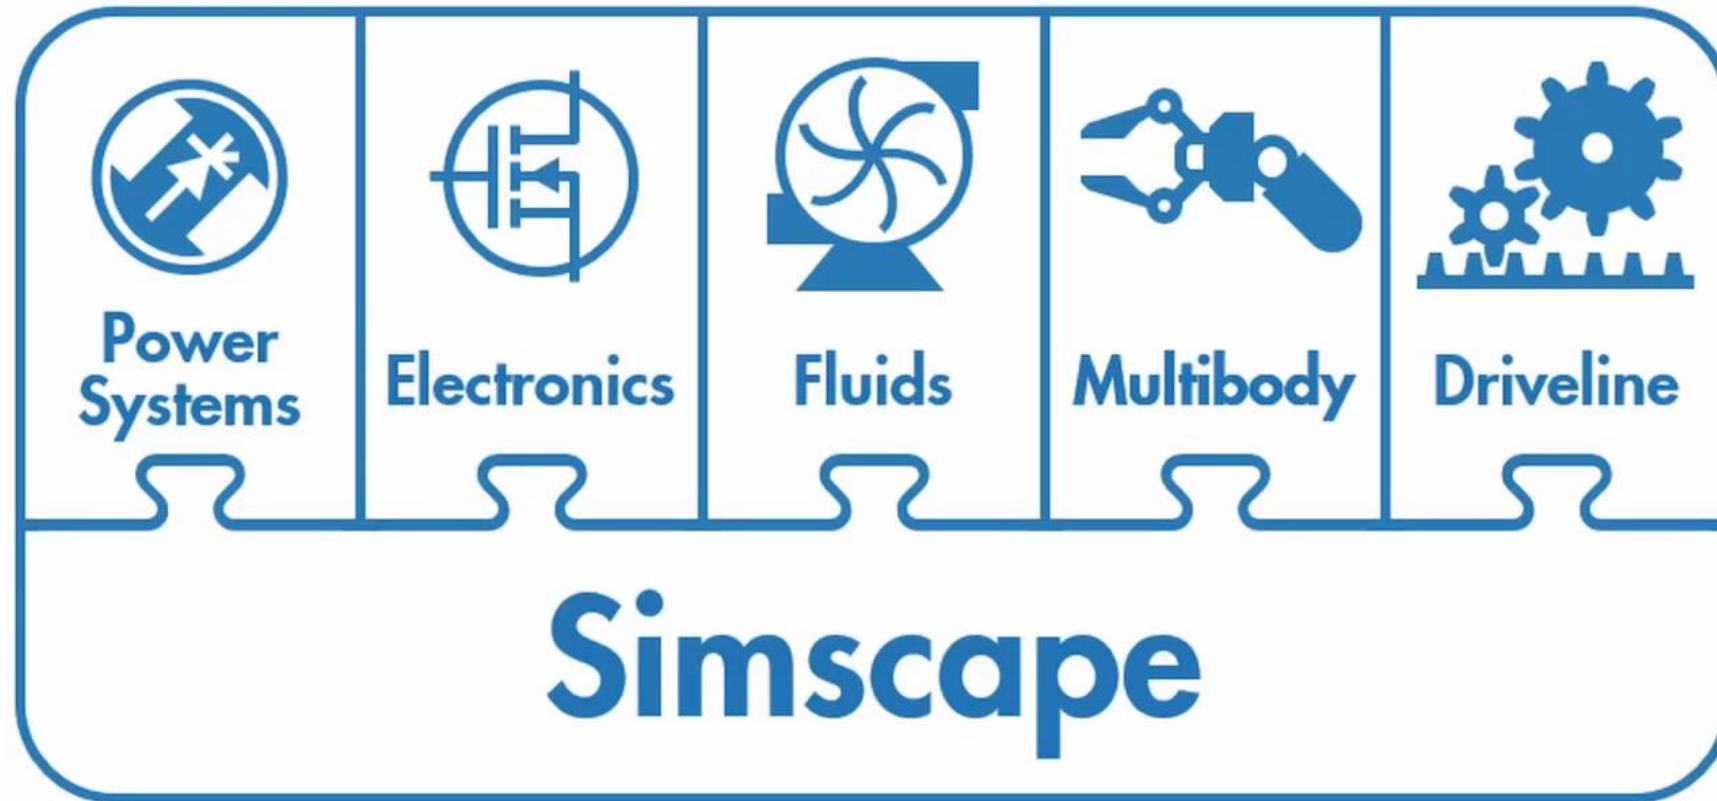 Power
Systems
Electronics
Fluids
Multibody
Driveline
Simscape